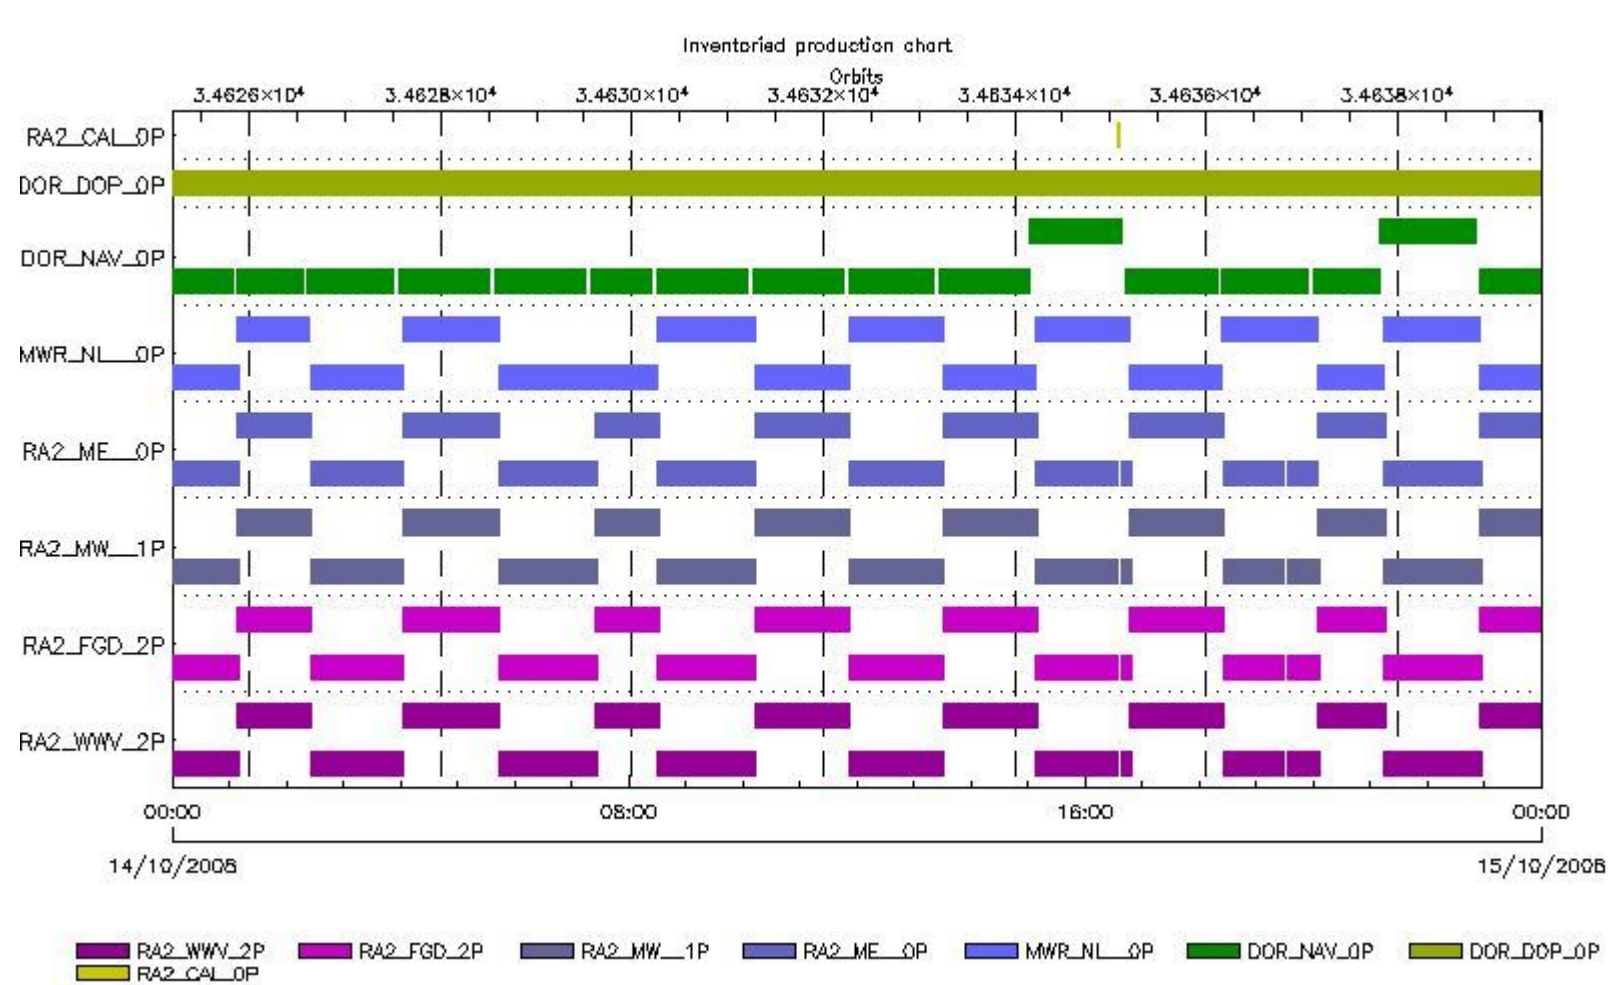 Inventoried production chart
Orbits
3.4626×10⁴ 3.4628×10⁴ 3.4630×10⁴ 3.4632×10⁴ 3.4634×10⁴ 3.4636×10⁴ 3.4638×10⁴
RA2_CAL_0P
DOR_DOP_0P
DOR_NAV_0P
MWR_NL__0P
RA2_ME__0P
RA2_MW__1P
RA2_FGD_2P
RA2_WWV_2P
00:00 08:00 16:00 00:00
14/10/2008 15/10/2008
RA2_WWV_2P RA2_FGD_2P RA2_MW__1P RA2_ME__0P MWR_NL__0P DOR_NAV_0P DOR_DOP_0P
RA2_CAL_0P